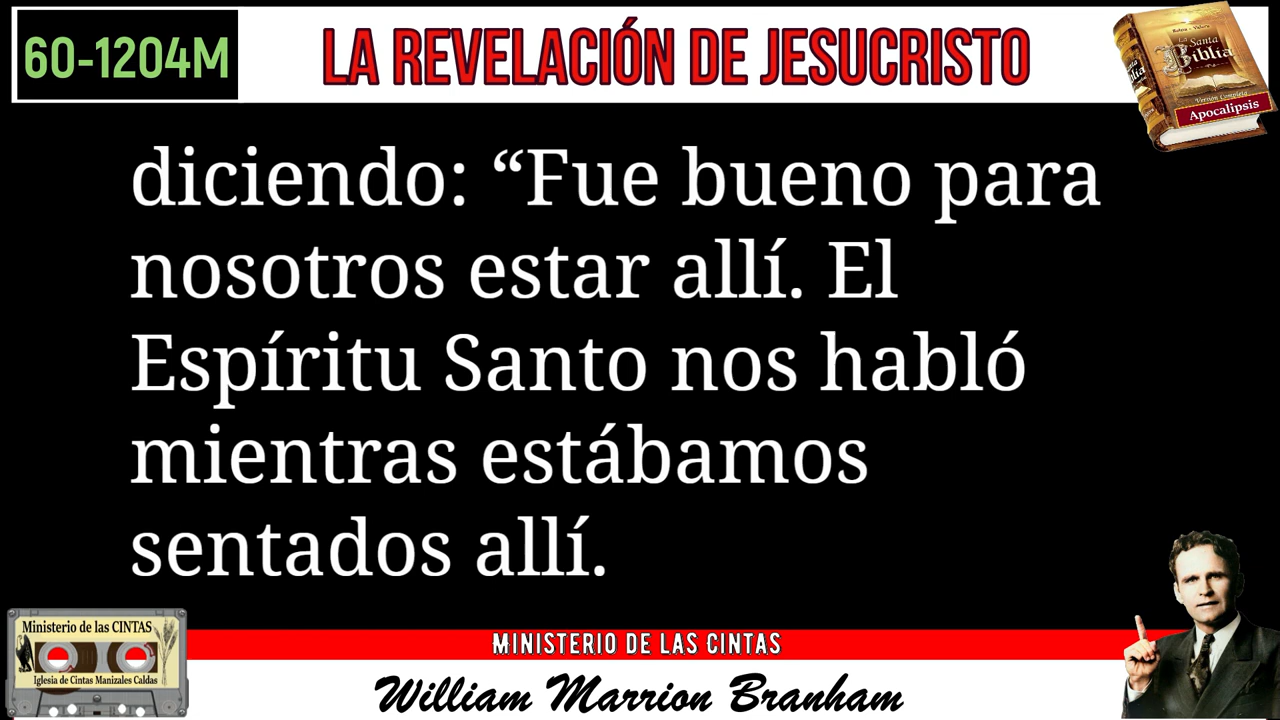 60-1204M
LA REVELACIÓN DE JESUCRISTO
La Santa
Biblia
Versión Completa
Apocalipsis
diciendo: “Fue bueno para
nosotros estar allí. El
Espíritu Santo nos habló
mientras estábamos
sentados allí.
Ministerio de las CINTAS
Iglesia de Cintas Manizales Caldas
MINISTERIO DE LAS CINTAS
William Marrion Branham